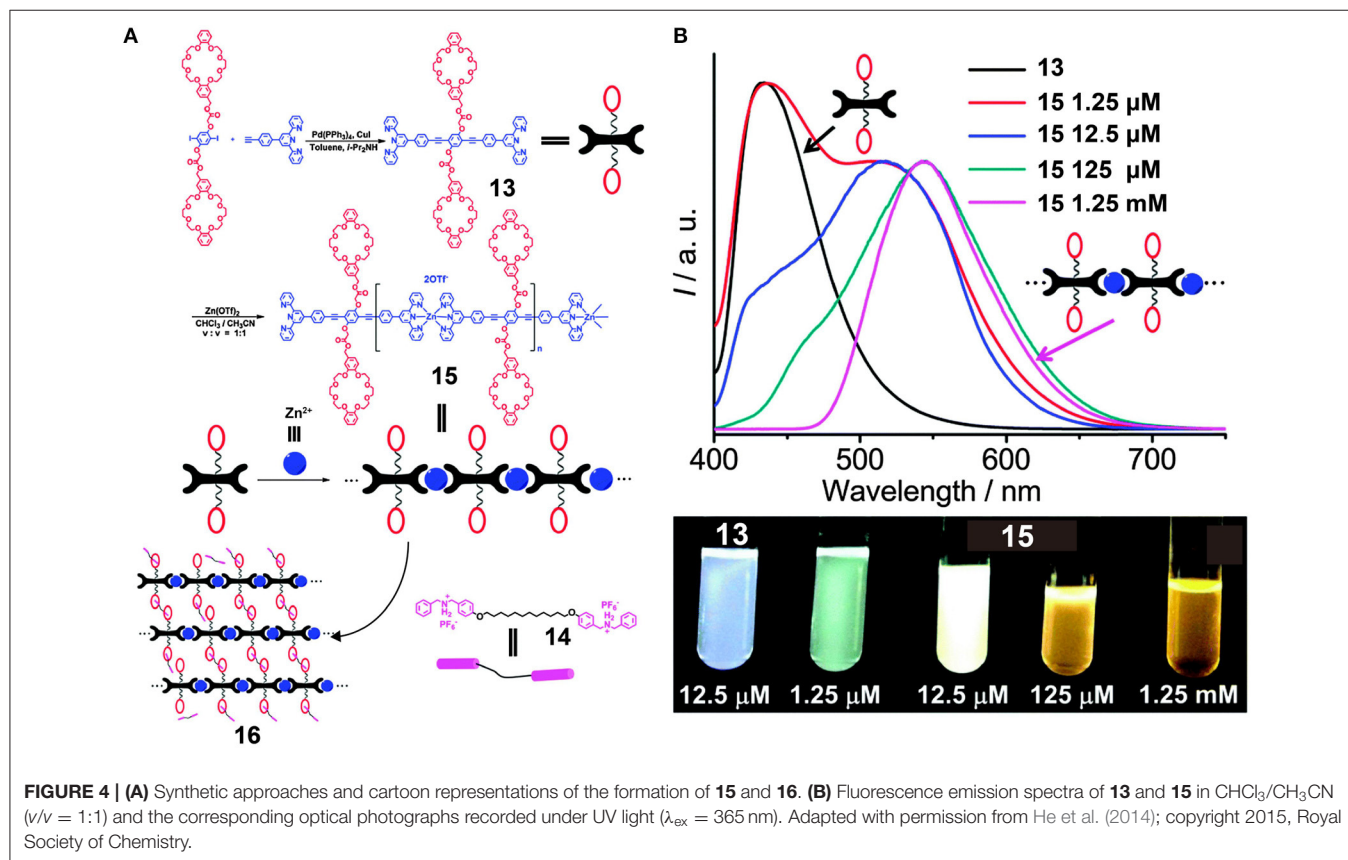 A
B
Pd(PPh3)4, CuI
Toluene, i-Pr2NH
13
2OTf-
Zn(OTf)2
CHCl3 / CH3CN
v : v = 1:1
n
15
Zn2+
14
PF6-
PF6-
16
13
15 1.25 µM
15 12.5 µM
15 125 µM
15 1.25 mM
I / a. u.
400
500
600
700
Wavelength / nm
13
15
12.5 µM
1.25 µM
12.5 µM
125 µM
1.25 mM
FIGURE 4 | (A) Synthetic approaches and cartoon representations of the formation of 15 and 16. (B) Fluorescence emission spectra of 13 and 15 in CHCl3/CH3CN
(v/v = 1:1) and the corresponding optical photographs recorded under UV light (λex = 365 nm). Adapted with permission from He et al. (2014); copyright 2015, Royal
Society of Chemistry.